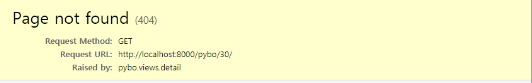 Page not found (404)
Request Method: GET
Request URL: http://localhost:8000/pybo/30/
Raised by: pybo.views.detail